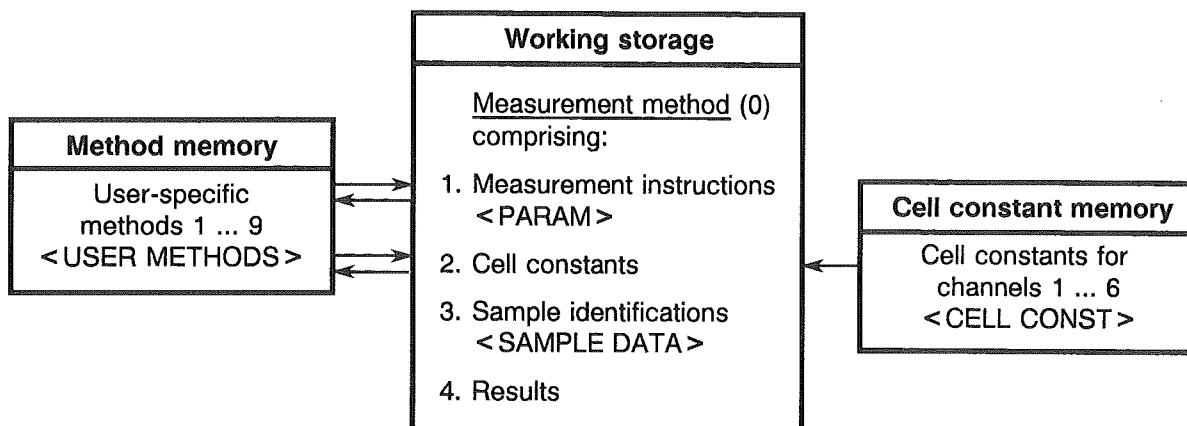 Working storage
Measurement method (0)
comprising:
1. Measurement instructions
<PARAM>
2. Cell constants
3. Sample identifications
<SAMPLE DATA>
4. Results
Method memory
User-specific
methods 1 ... 9
<USER METHODS>
Cell constant memory
Cell constants for
channels 1 ... 6
<CELL CONST>